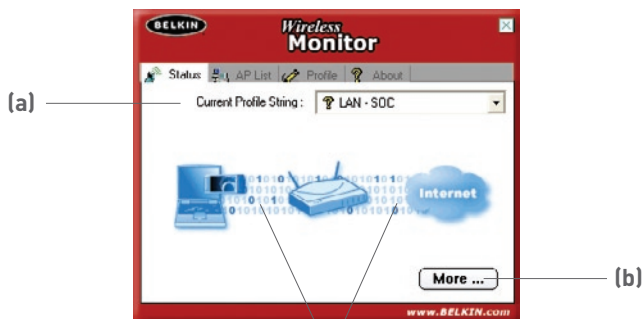 BELKIN
Wireless
Monitor
Status AP List Profile About
(a)
Current Profile String : LAN - SOC
Internet
More ...
(b)
www.BELKIN.com